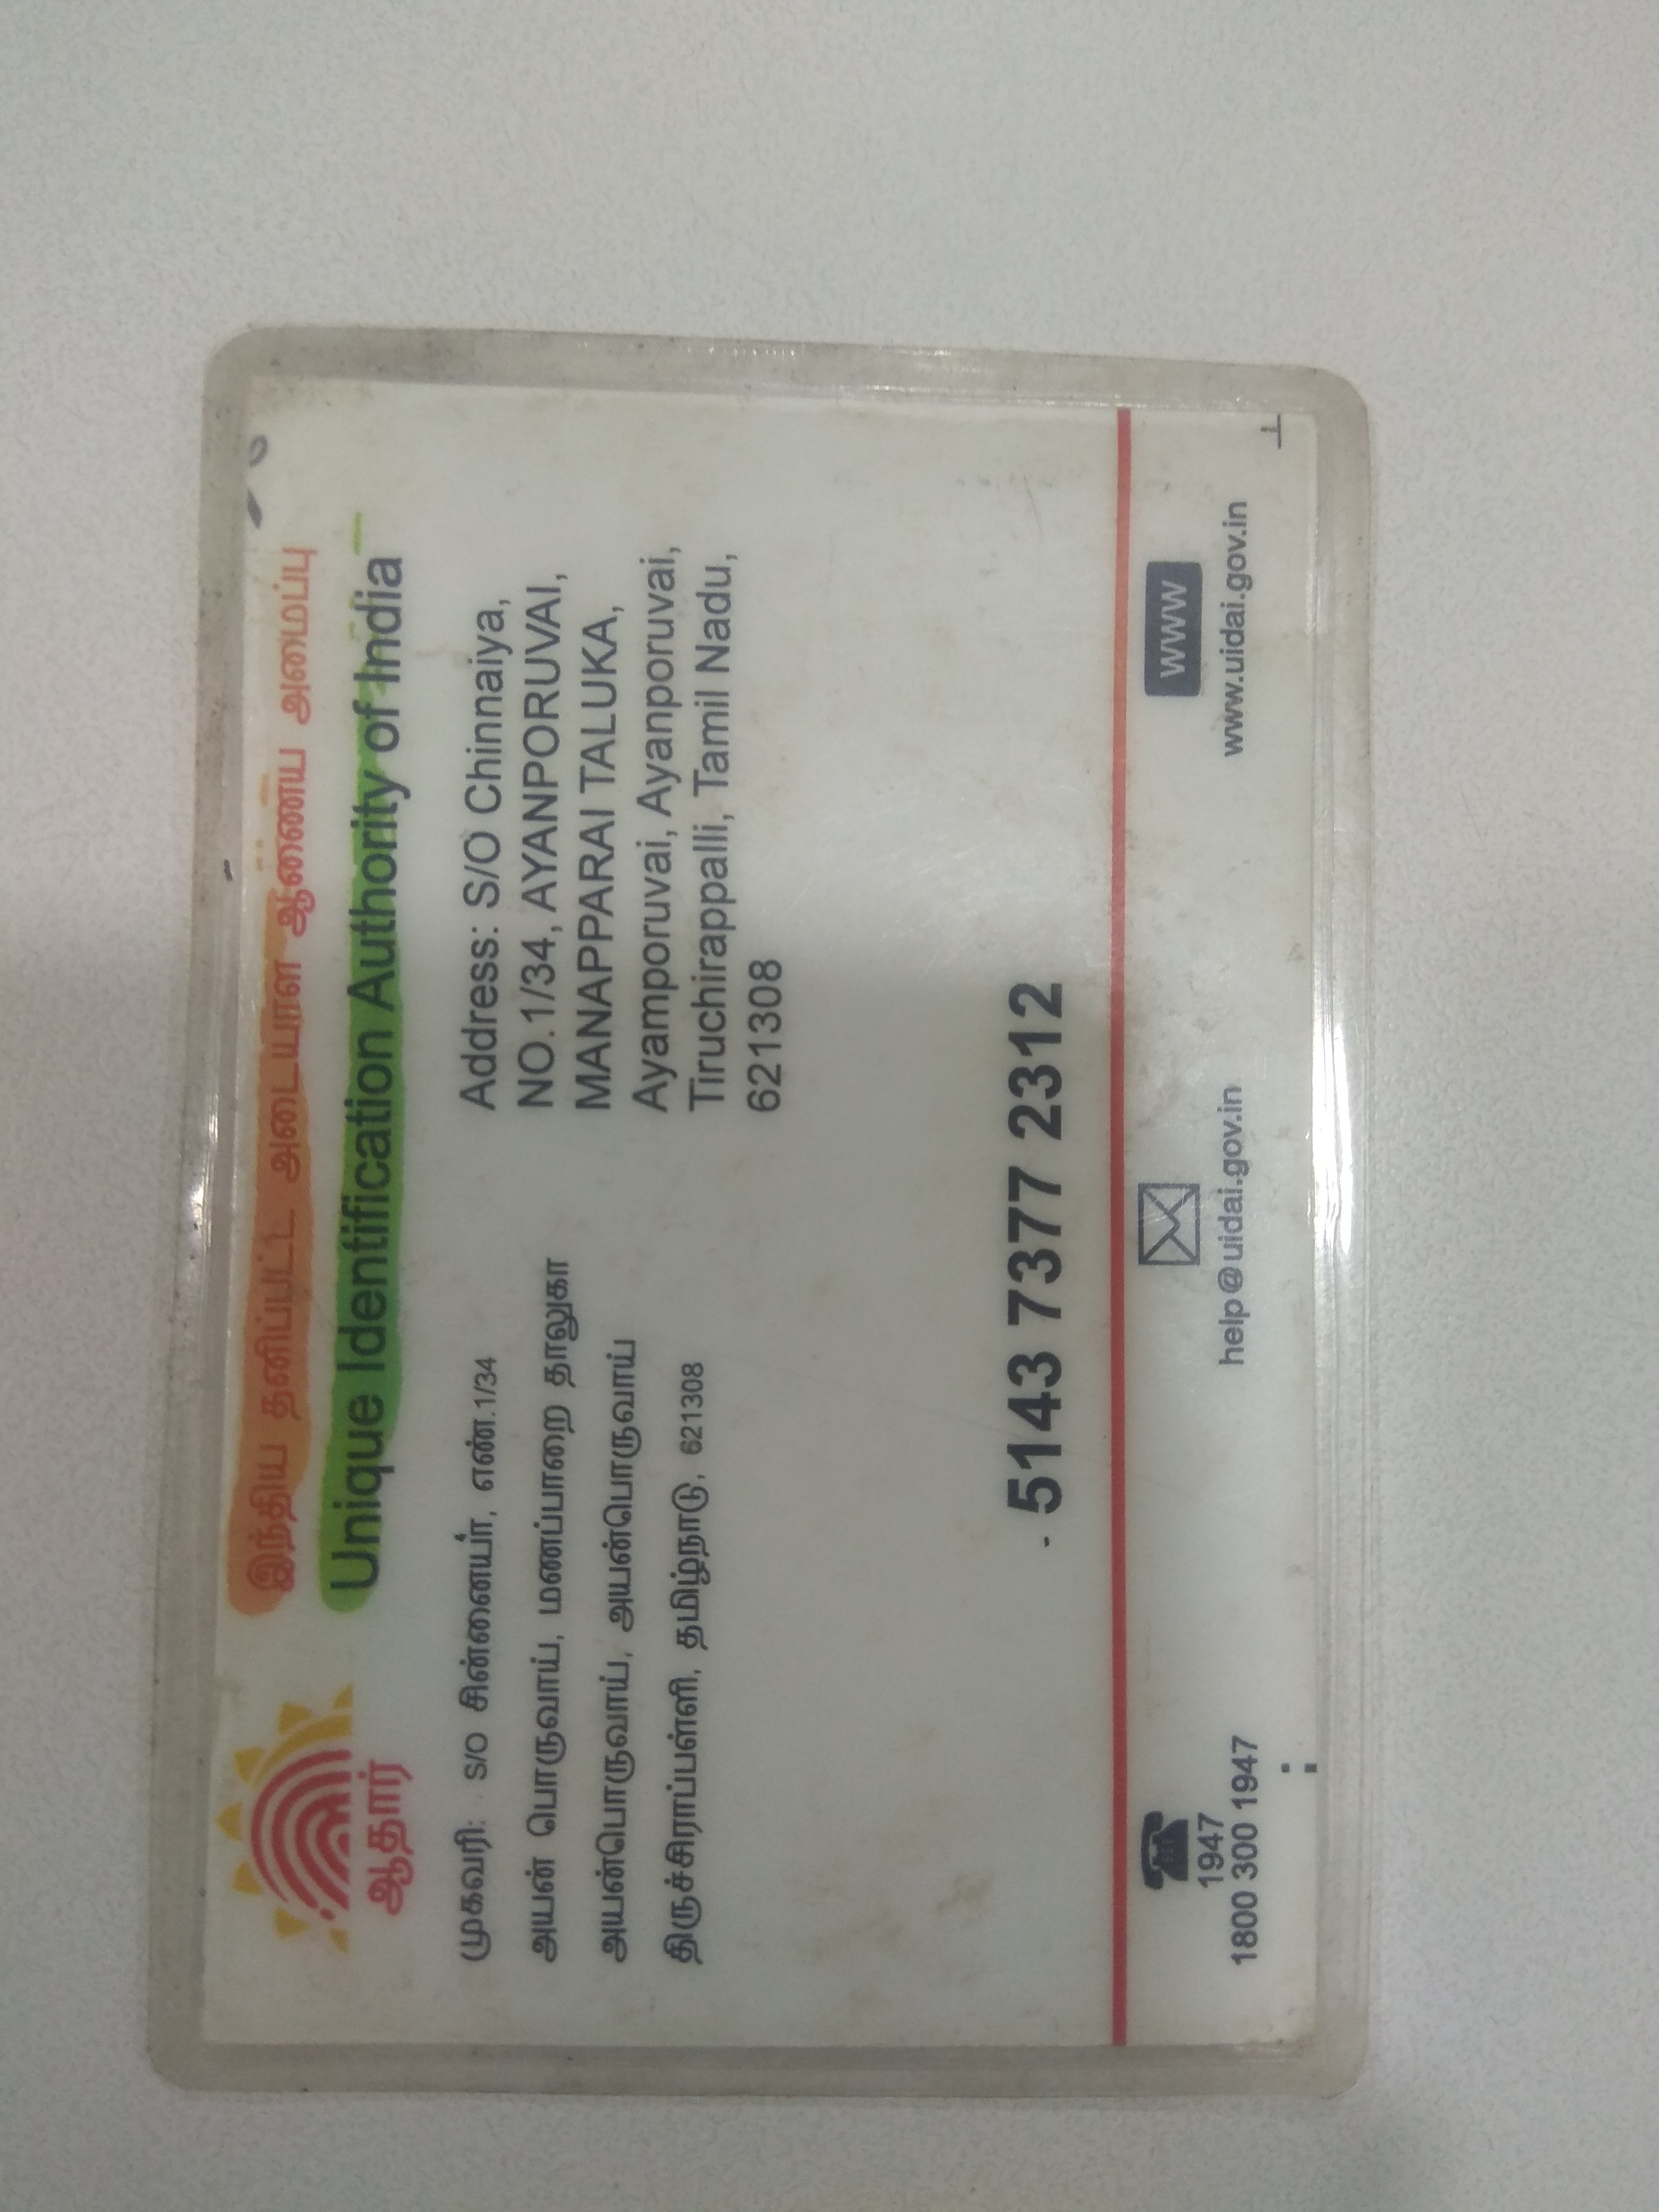 இந்திய தனிப்பட்ட அடையாள ஆணைய அமைப்பு
Unique Identification Authority of India
ஆதார்
முகவரி: S/O சின்னையா், எண்.1/34
அயன் பொருவாய், மணப்பாறை தாலுகா
அயன்பொருவாய், அயன்பொருவாய்
திருச்சிராப்பள்ளி, தமிழ்நாடு, 621308
Address: S/O Chinnaiya,
NO.1/34, AYANPORUVAI,
MANAPPARAI TALUKA,
Ayamporuvai, Ayanporuvai,
Tiruchirappalli, Tamil Nadu,
621308
5143 7377 2312
1947
1800 300 1947
help@uidai.gov.in
www
www.uidai.gov.in